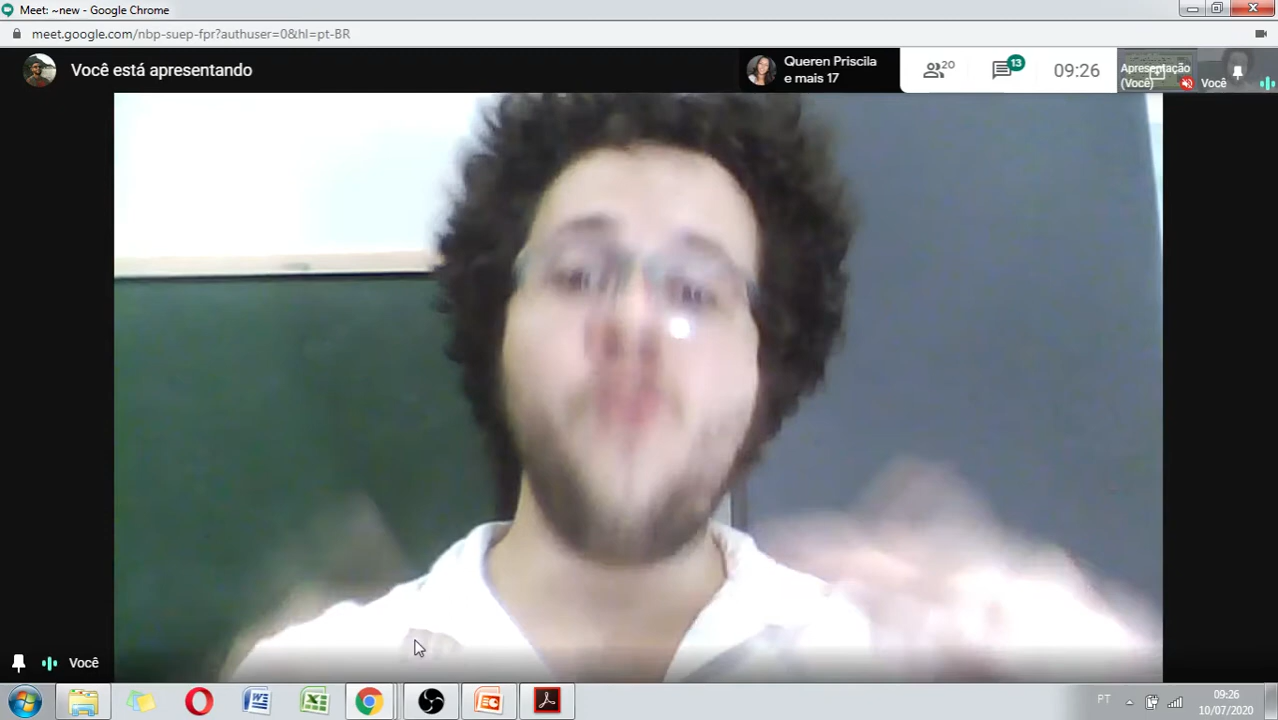 Meet: ~new - Google Chrome
meet.google.com/nbp-suep-fpr?authuser=0&hl=pt-BR
Você está apresentando
Queren Priscila
e mais 17
20
13
09:26
Apresentação
(Você)
Você
Você
PT
09:26
10/07/2020